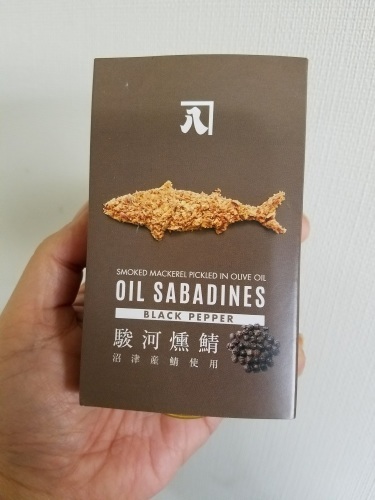 八
SMOKED MACKEREL PICKLED IN OLIVE OIL
OIL SABADINES
BLACK PEPPER
駿河燻鯖
沼津産鯖使用